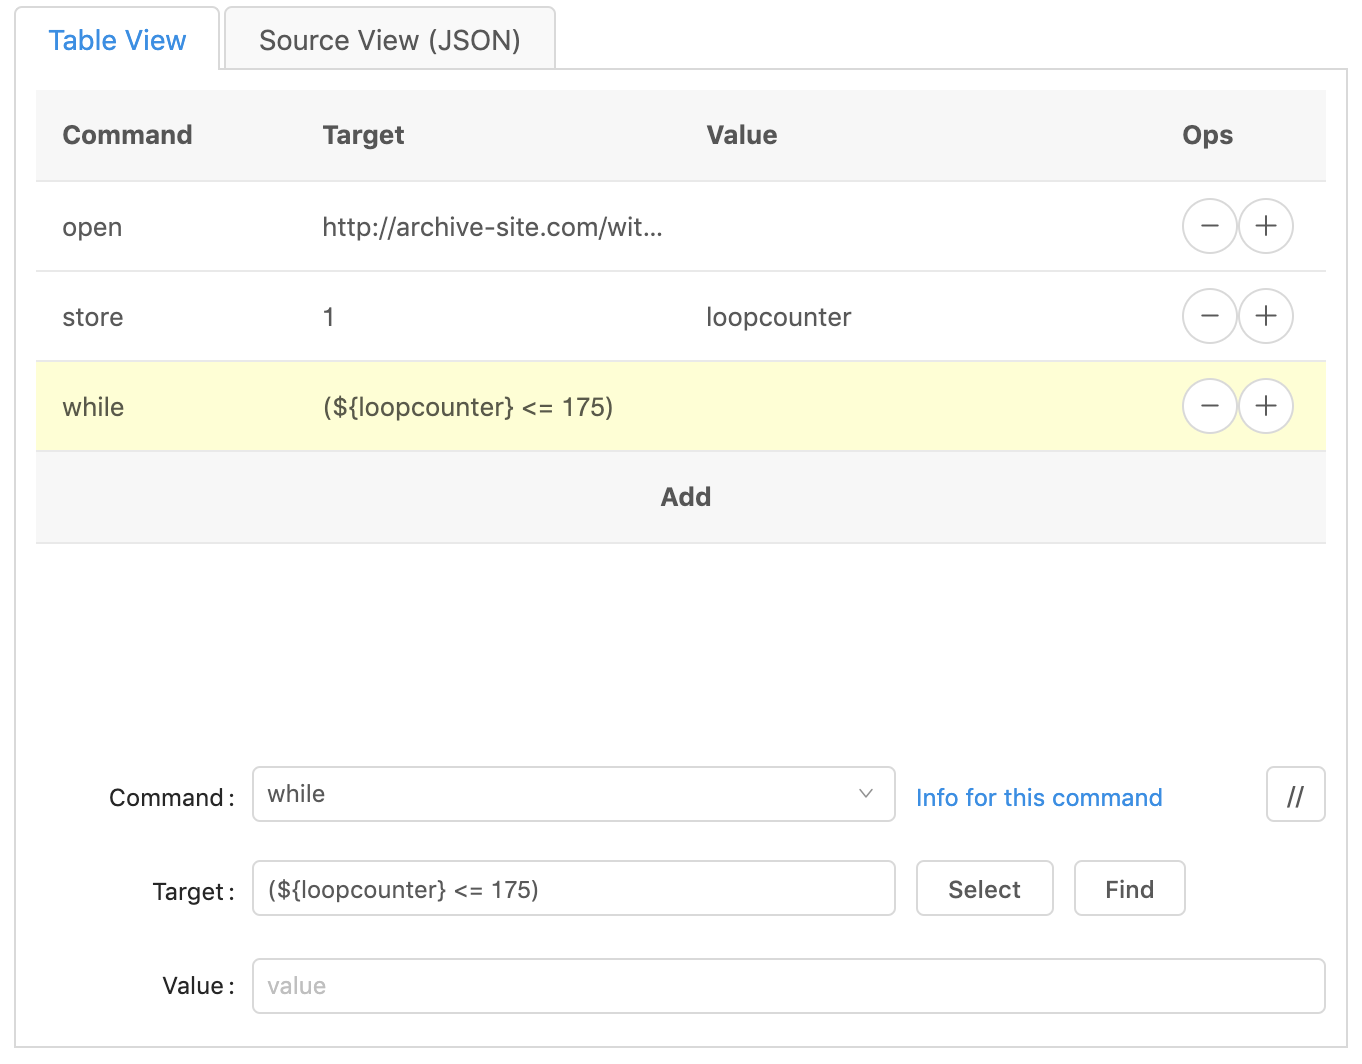 Table View Source View (JSON)
Command Target Value Ops
open http://archive-site.com/wit...
store 1 loopcounter
while (${loopcounter} <= 175)
Add
Command: while Info for this command //
Target: (${loopcounter} <= 175) Select Find
Value: value